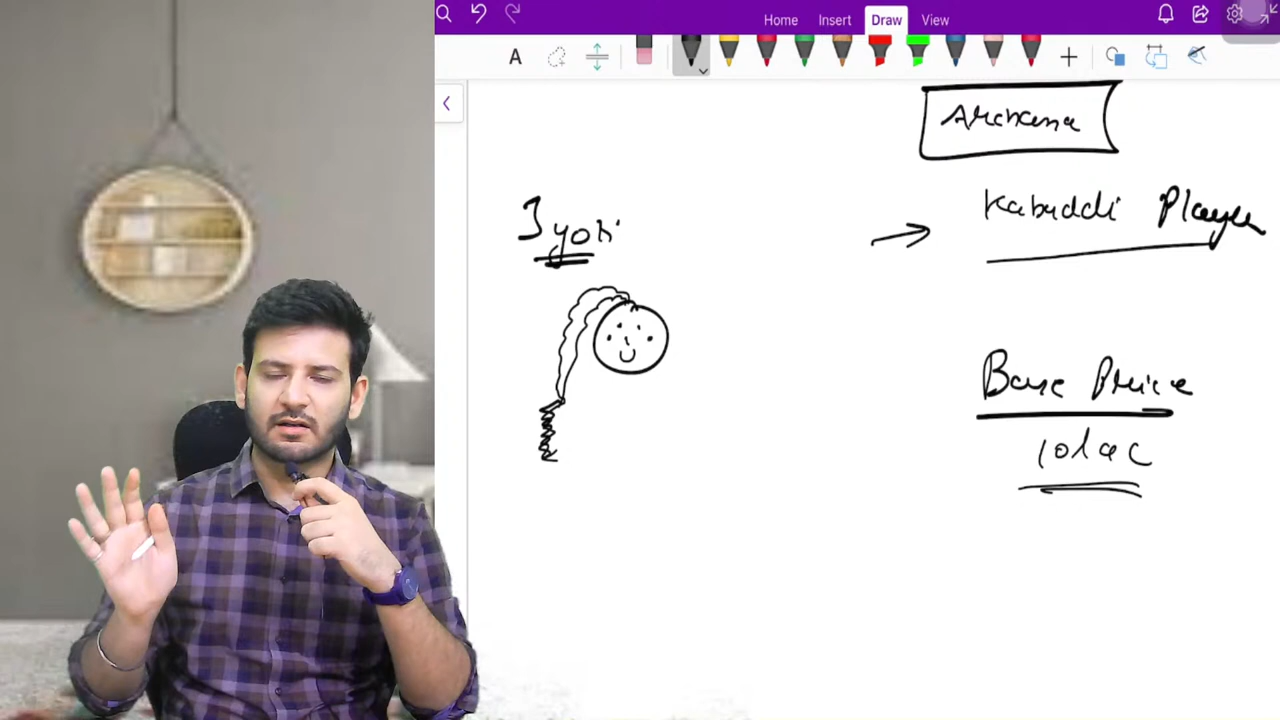 Home Insert Draw View
A
Archana
Jyoti
Kabaddi Player
Base Price
10lac